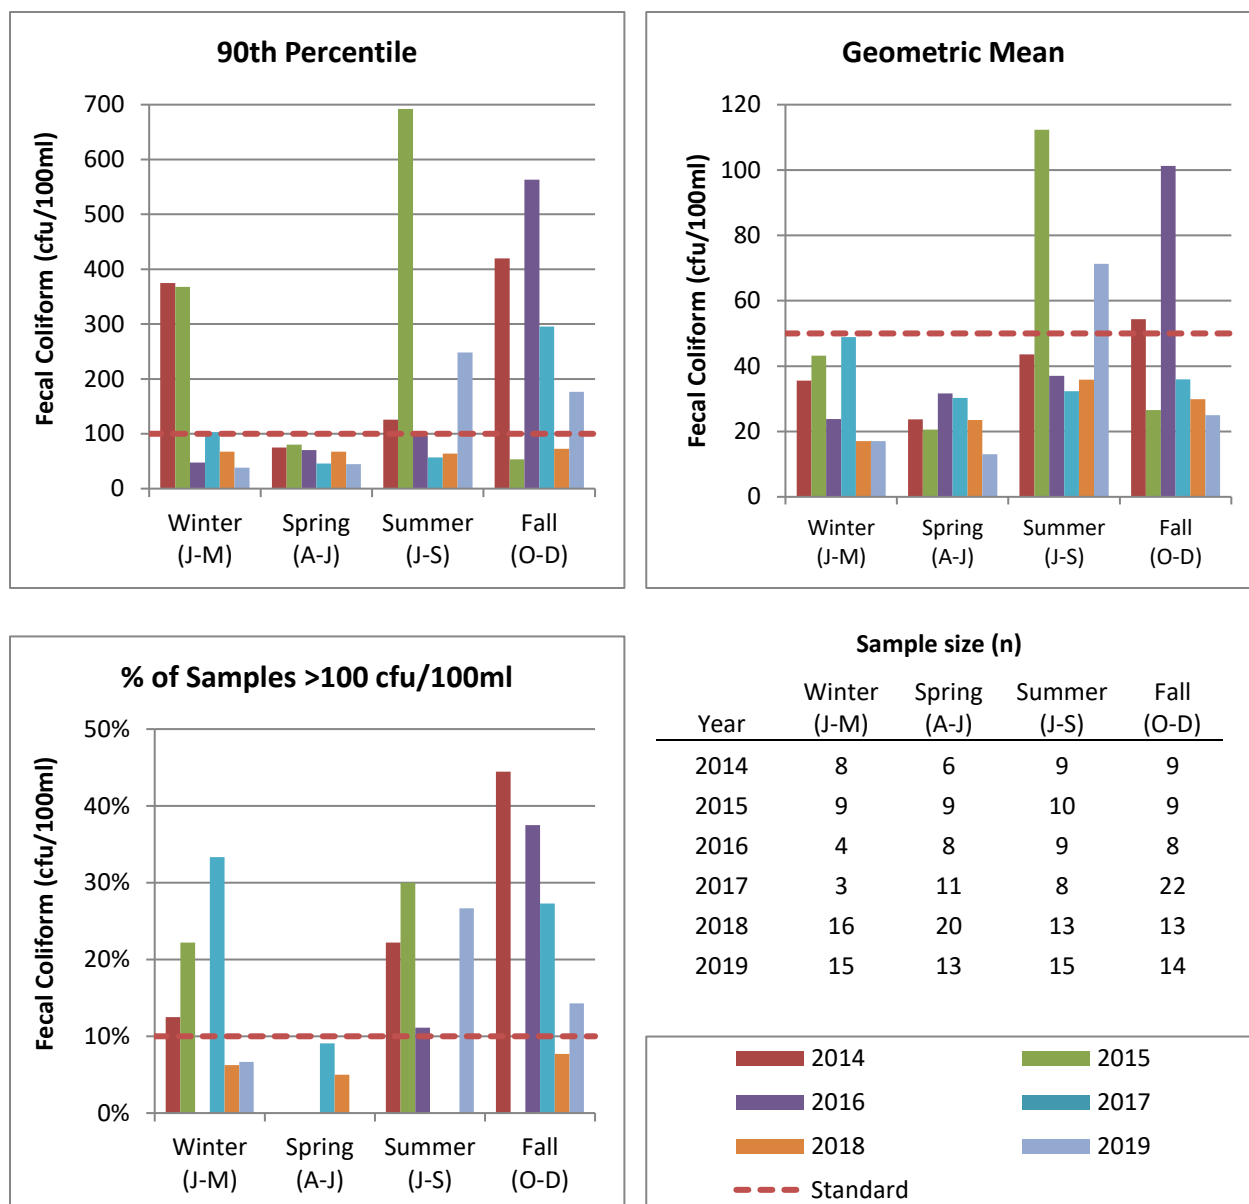 90th Percentile
Fecal Coliform (cfu/100ml)
700
600
500
400
300
200
100
0
Winter Spring Summer Fall
(J-M) (A-J) (J-S) (O-D)
Geometric Mean
Fecal Coliform (cfu/100ml)
120
100
80
60
40
20
0
Winter Spring Summer Fall
(J-M) (A-J) (J-S) (O-D)
% of Samples >100 cfu/100ml
Fecal Coliform (cfu/100ml)
50%
40%
30%
20%
10%
0%
Winter Spring Summer Fall
(J-M) (A-J) (J-S) (O-D)
Sample size (n)
Winter Spring Summer Fall
Year (J-M) (A-J) (J-S) (O-D)
2014 8 6 9 9
2015 9 9 10 9
2016 4 8 9 8
2017 3 11 8 22
2018 16 20 13 13
2019 15 13 15 14
2014 2015
2016 2017
2018 2019
Standard